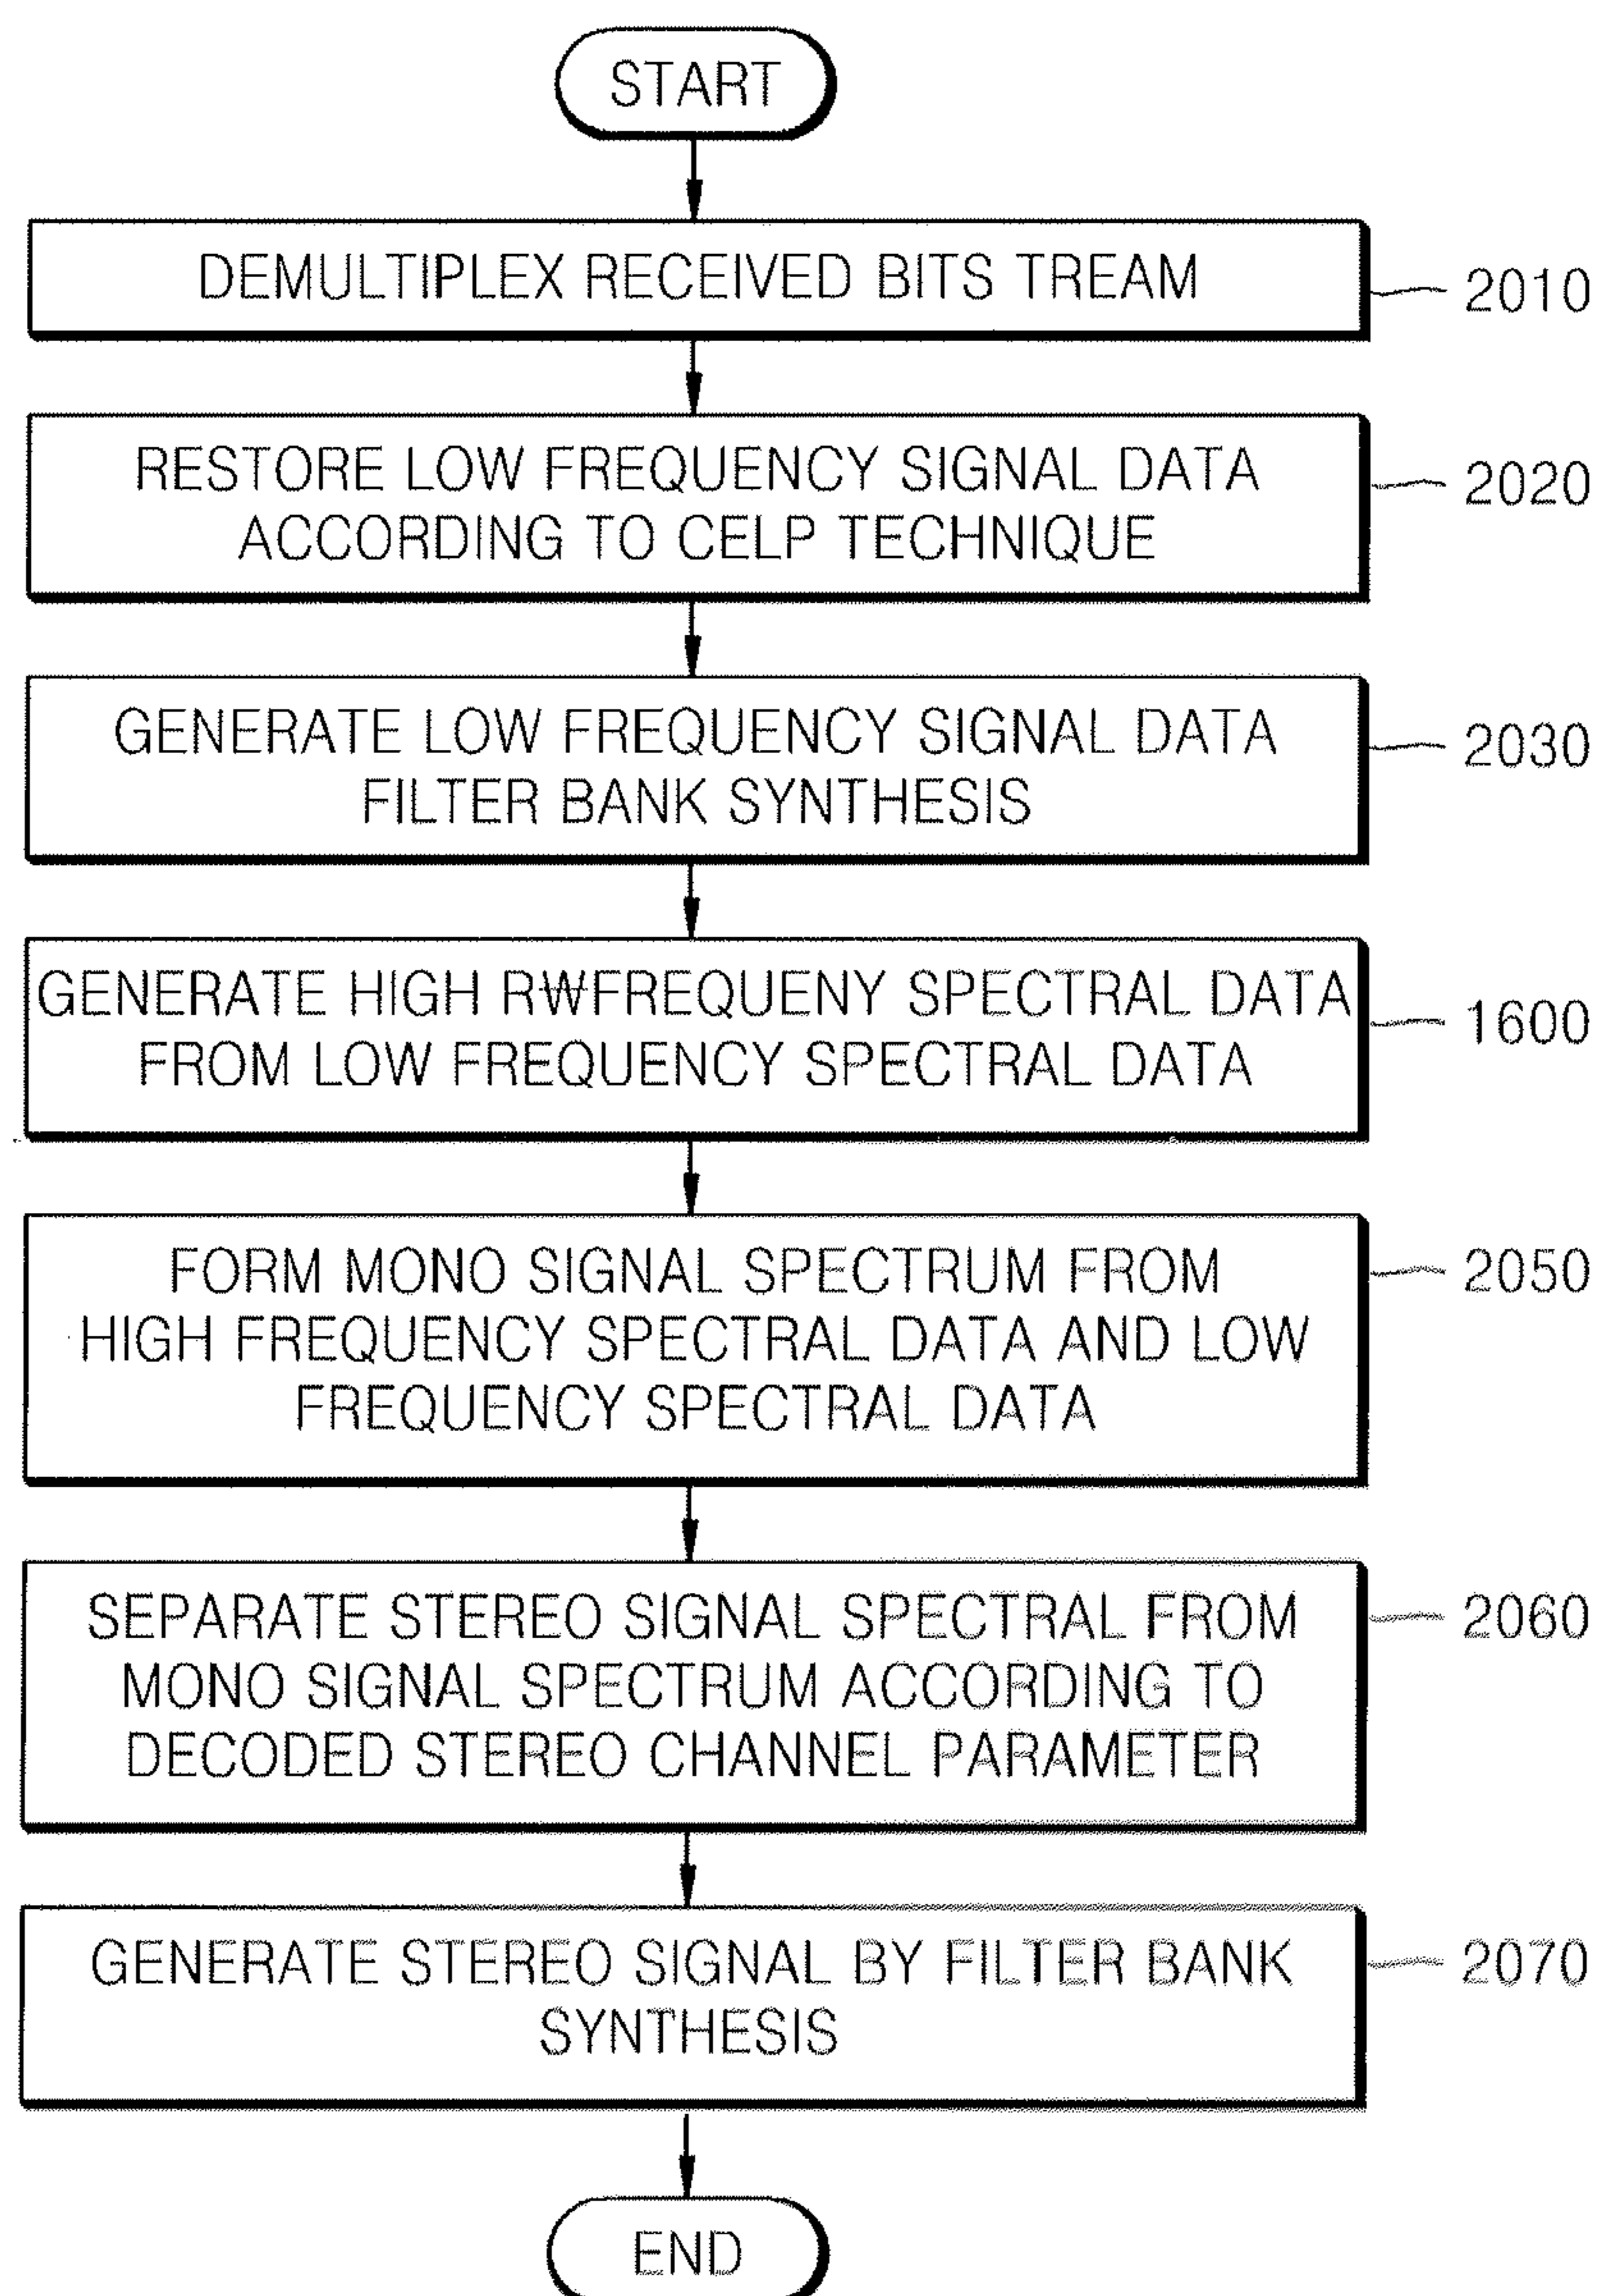 START
DEMULTIPLEX RECEIVED BITS TREAM
2010
RESTORE LOW FREQUENCY SIGNAL DATA
ACCORDING TO CELP TECHNIQUE
2020
GENERATE LOW FREQUENCY SIGNAL DATA
FILTER BANK SYNTHESIS
2030
GENERATE HIGH R₩FREQUENY SPECTRAL DATA
FROM LOW FREQUENCY SPECTRAL DATA
1600
FORM MONO SIGNAL SPECTRUM FROM
HIGH FREQUENCY SPECTRAL DATA AND LOW
FREQUENCY SPECTRAL DATA
2050
SEPARATE STEREO SIGNAL SPECTRAL FROM
MONO SIGNAL SPECTRUM ACCORDING TO
DECODED STEREO CHANNEL PARAMETER
2060
GENERATE STEREO SIGNAL BY FILTER BANK
SYNTHESIS
2070
END